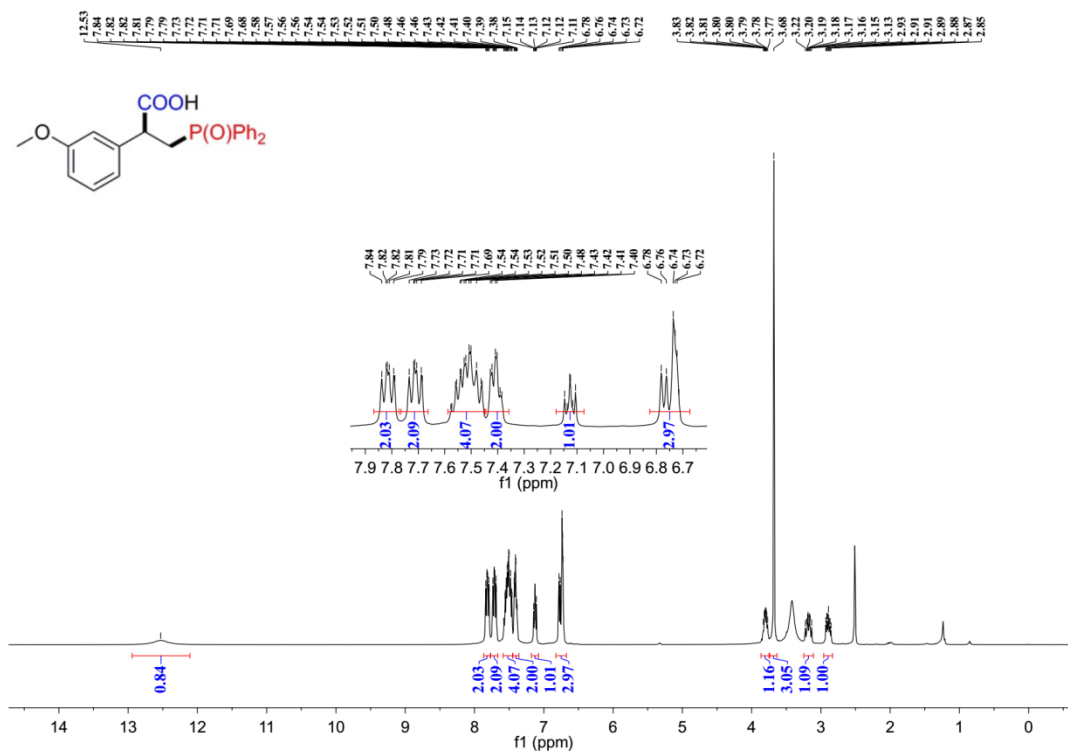 12.53 7.84 7.82 7.82 7.81 7.79 7.79 7.73 7.72 7.71 7.71 7.69 7.68 7.58 7.57 7.56 7.56 7.54 7.54 7.53 7.52 7.51 7.50 7.48 7.46 7.46 7.43 7.42 7.41 7.40 7.39 7.38 7.15 7.14 7.13 7.12 7.12 7.11 6.78 6.76 6.74 6.73 6.72
3.83 3.82 3.81 3.80 3.80 3.79 3.78 3.77 3.68 3.22 3.20 3.19 3.18 3.17 3.16 3.15 3.13 2.93 2.91 2.91 2.89 2.88 2.87 2.85
COOH
O
P(O)Ph2
7.84 7.82 7.82 7.81 7.79 7.73 7.72 7.71 7.71 7.69 7.54 7.54 7.53 7.52 7.51 7.50 7.48 7.43 7.42 7.41 7.40 6.78 6.76 6.74 6.73 6.72
2.03 2.09 4.07 2.00 1.01 2.97
7.9 7.8 7.7 7.6 7.5 7.4 7.3 7.2 7.1 7.0 6.9 6.8 6.7
f1 (ppm)
0.84 2.03 2.09 4.07 2.00 1.01 2.97 1.16 3.05 1.09 1.00
14 13 12 11 10 9 8 7 6 5 4 3 2 1 0
f1 (ppm)